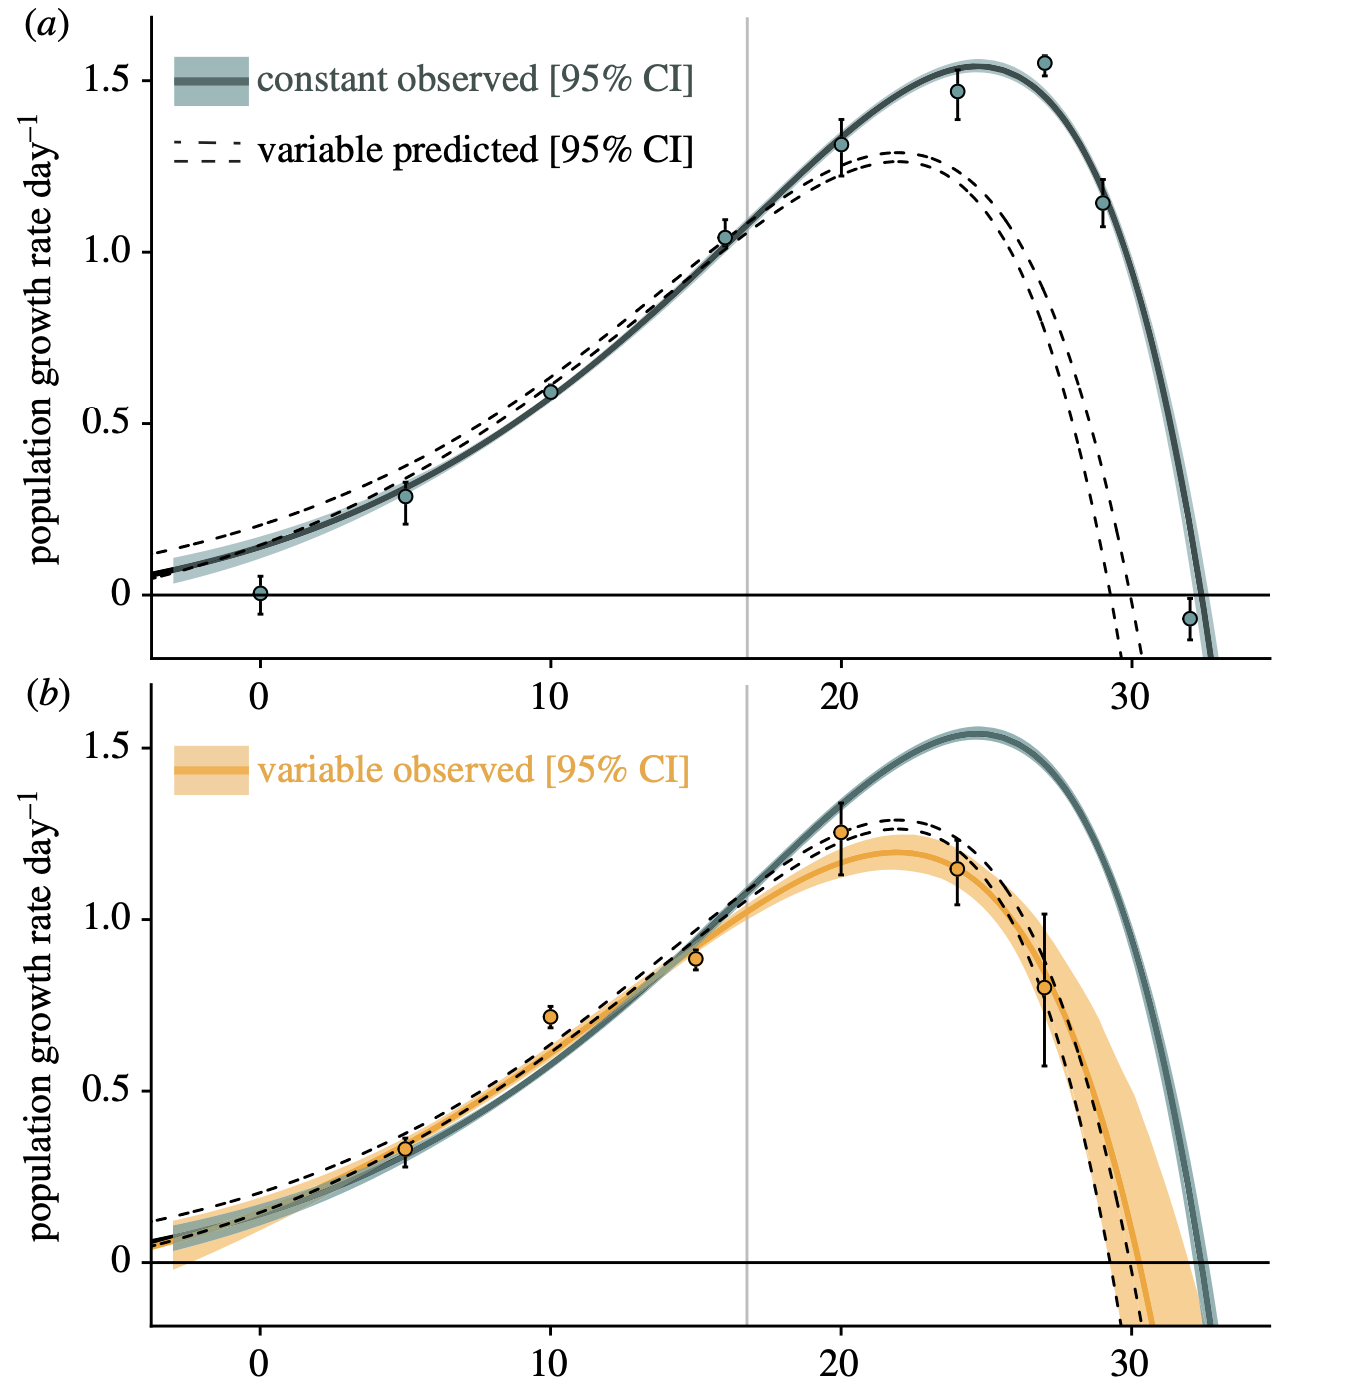 (a)
constant observed [95% CI]
variable predicted [95% CI]
population growth rate day–1
1.5
1.0
0.5
0
0 10 20 30
(b)
variable observed [95% CI]
population growth rate day–1
1.5
1.0
0.5
0
0 10 20 30